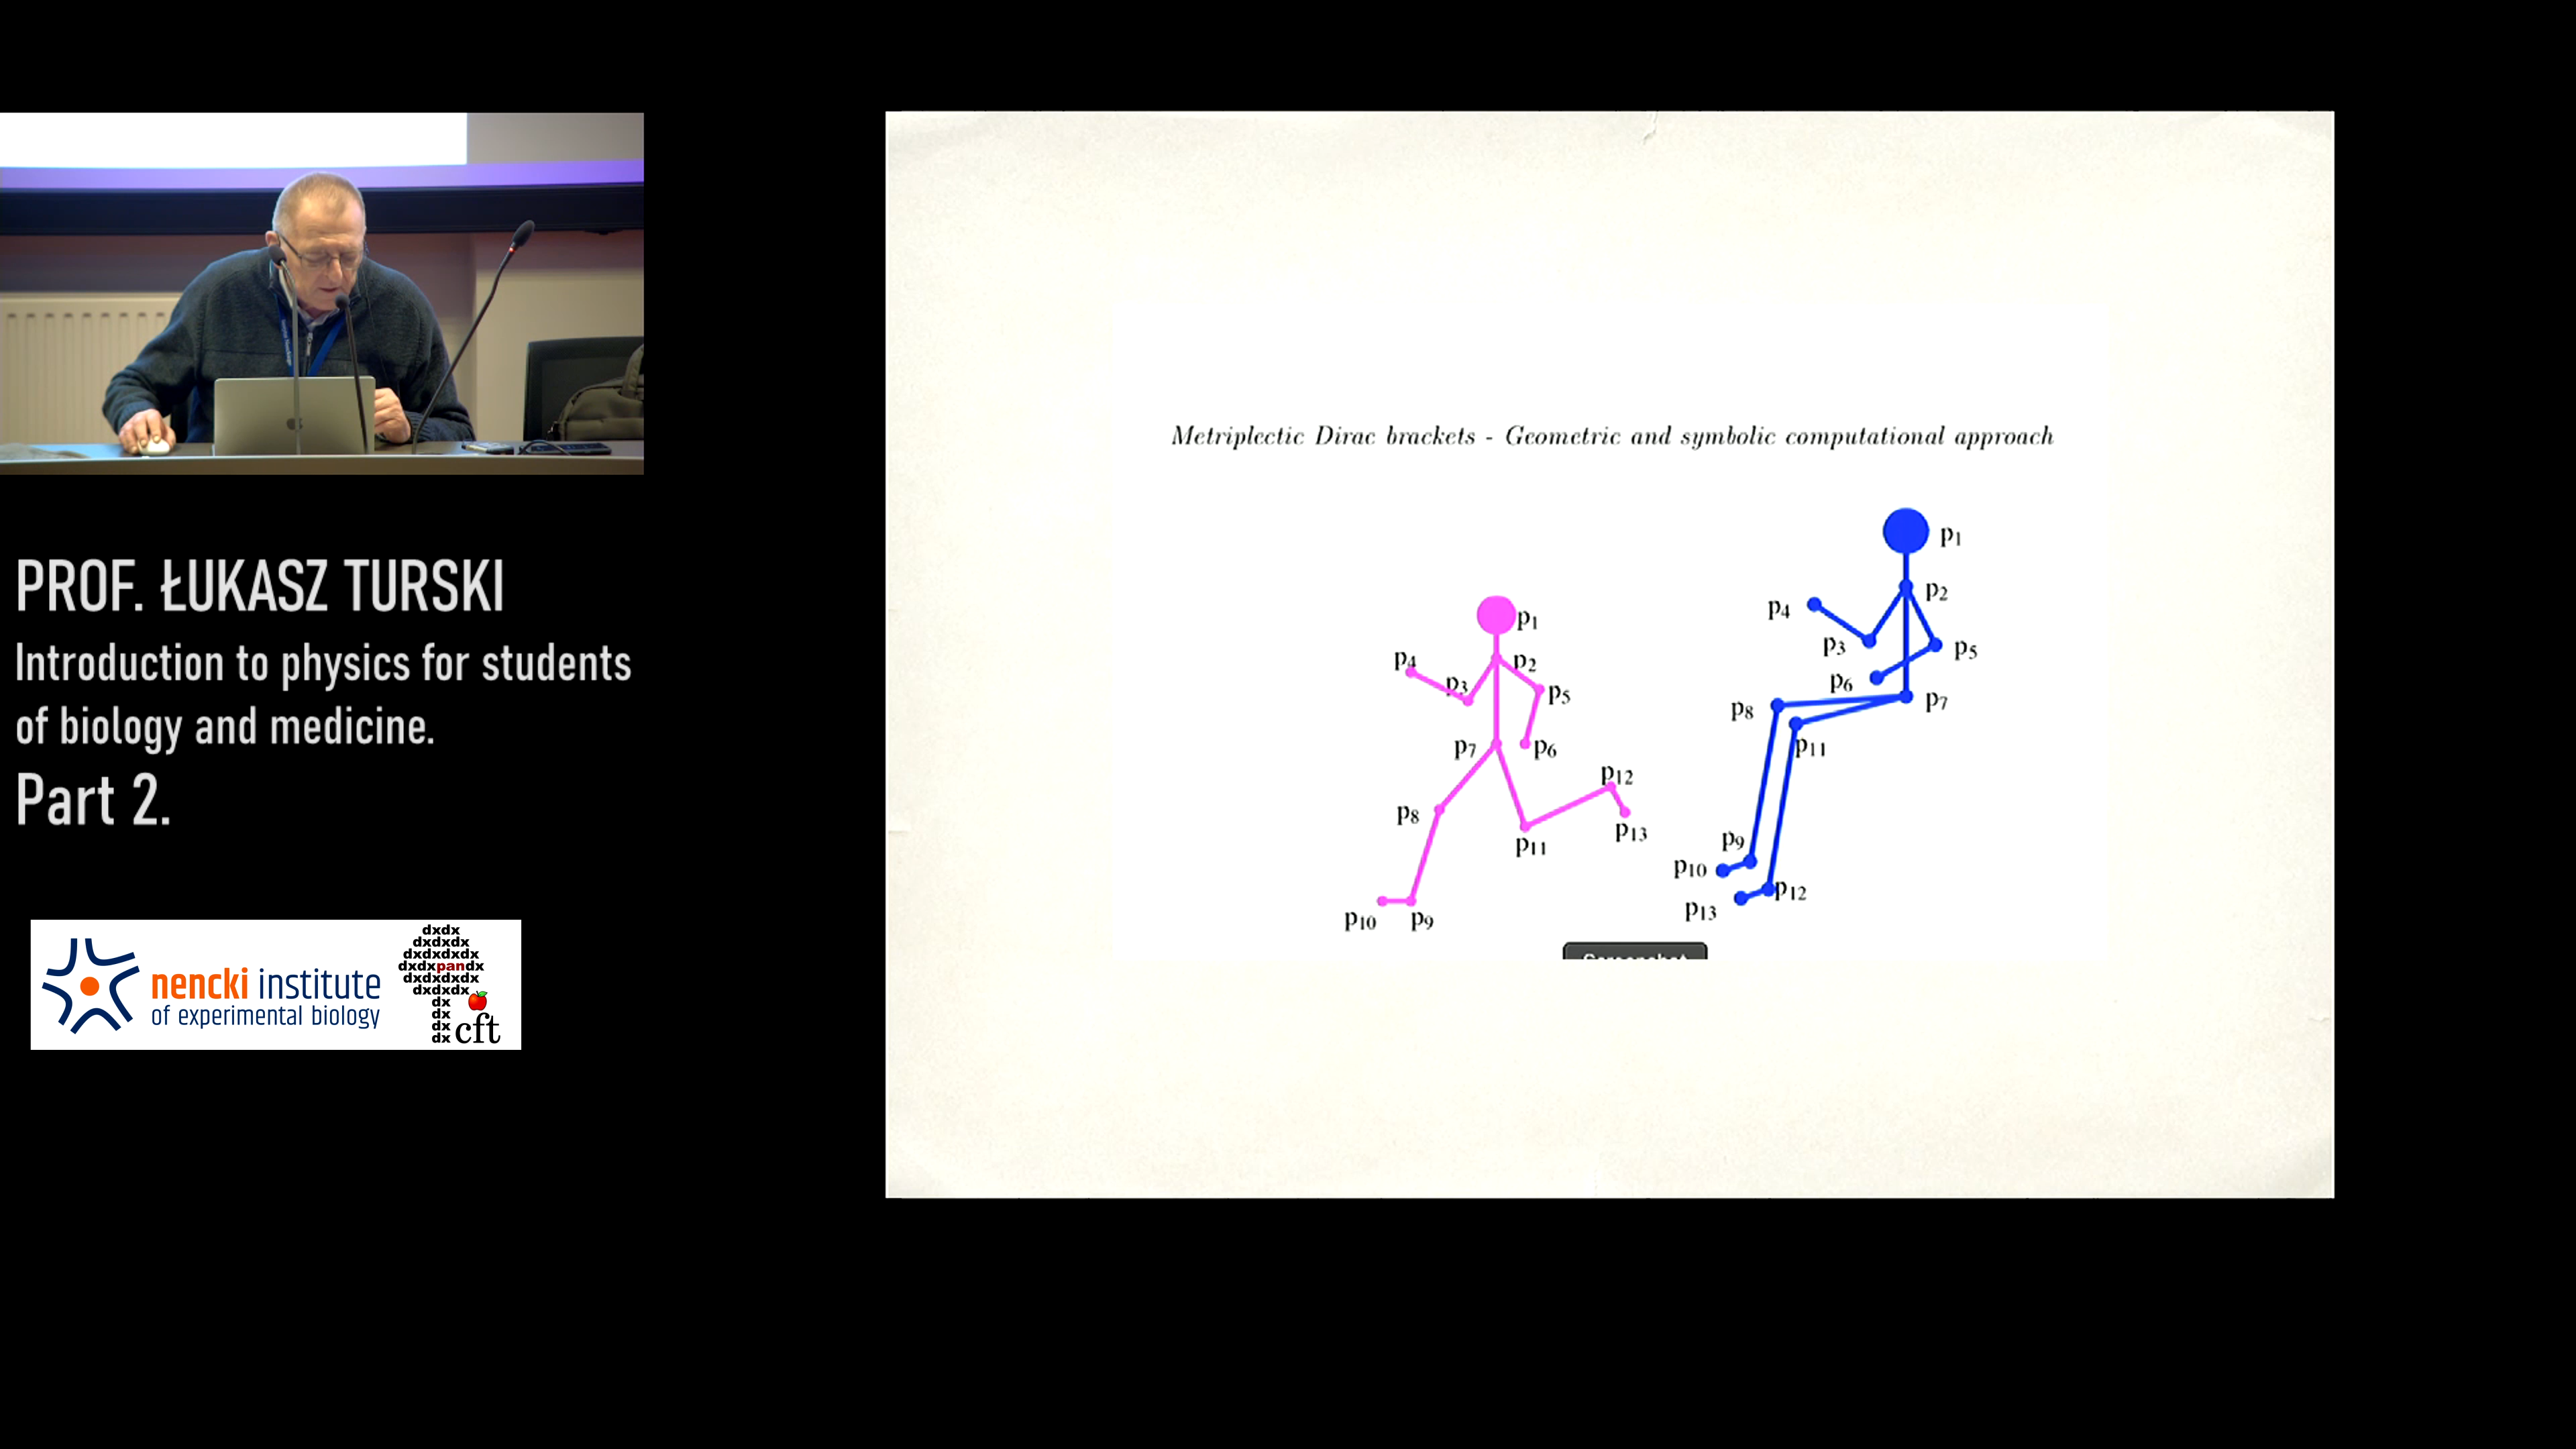 PROF. ŁUKASZ TURSKI
Introduction to physics for students
of biology and medicine.
Part 2.
nencki institute
of experimental biology
dxdx
dxdxdx
dxdxdxdx
dxdxpandx
dxdxdxdx
dxdxdx
dx
dx
dx
dx cft
Metriplectic Dirac brackets - Geometric and symbolic computational approach
p1
p2
p3
p4
p5
p6
p7
p8
p9
p10
p11
p12
p13
p1
p2
p3
p4
p5
p6
p7
p8
p9
p10
p11
p12
p13